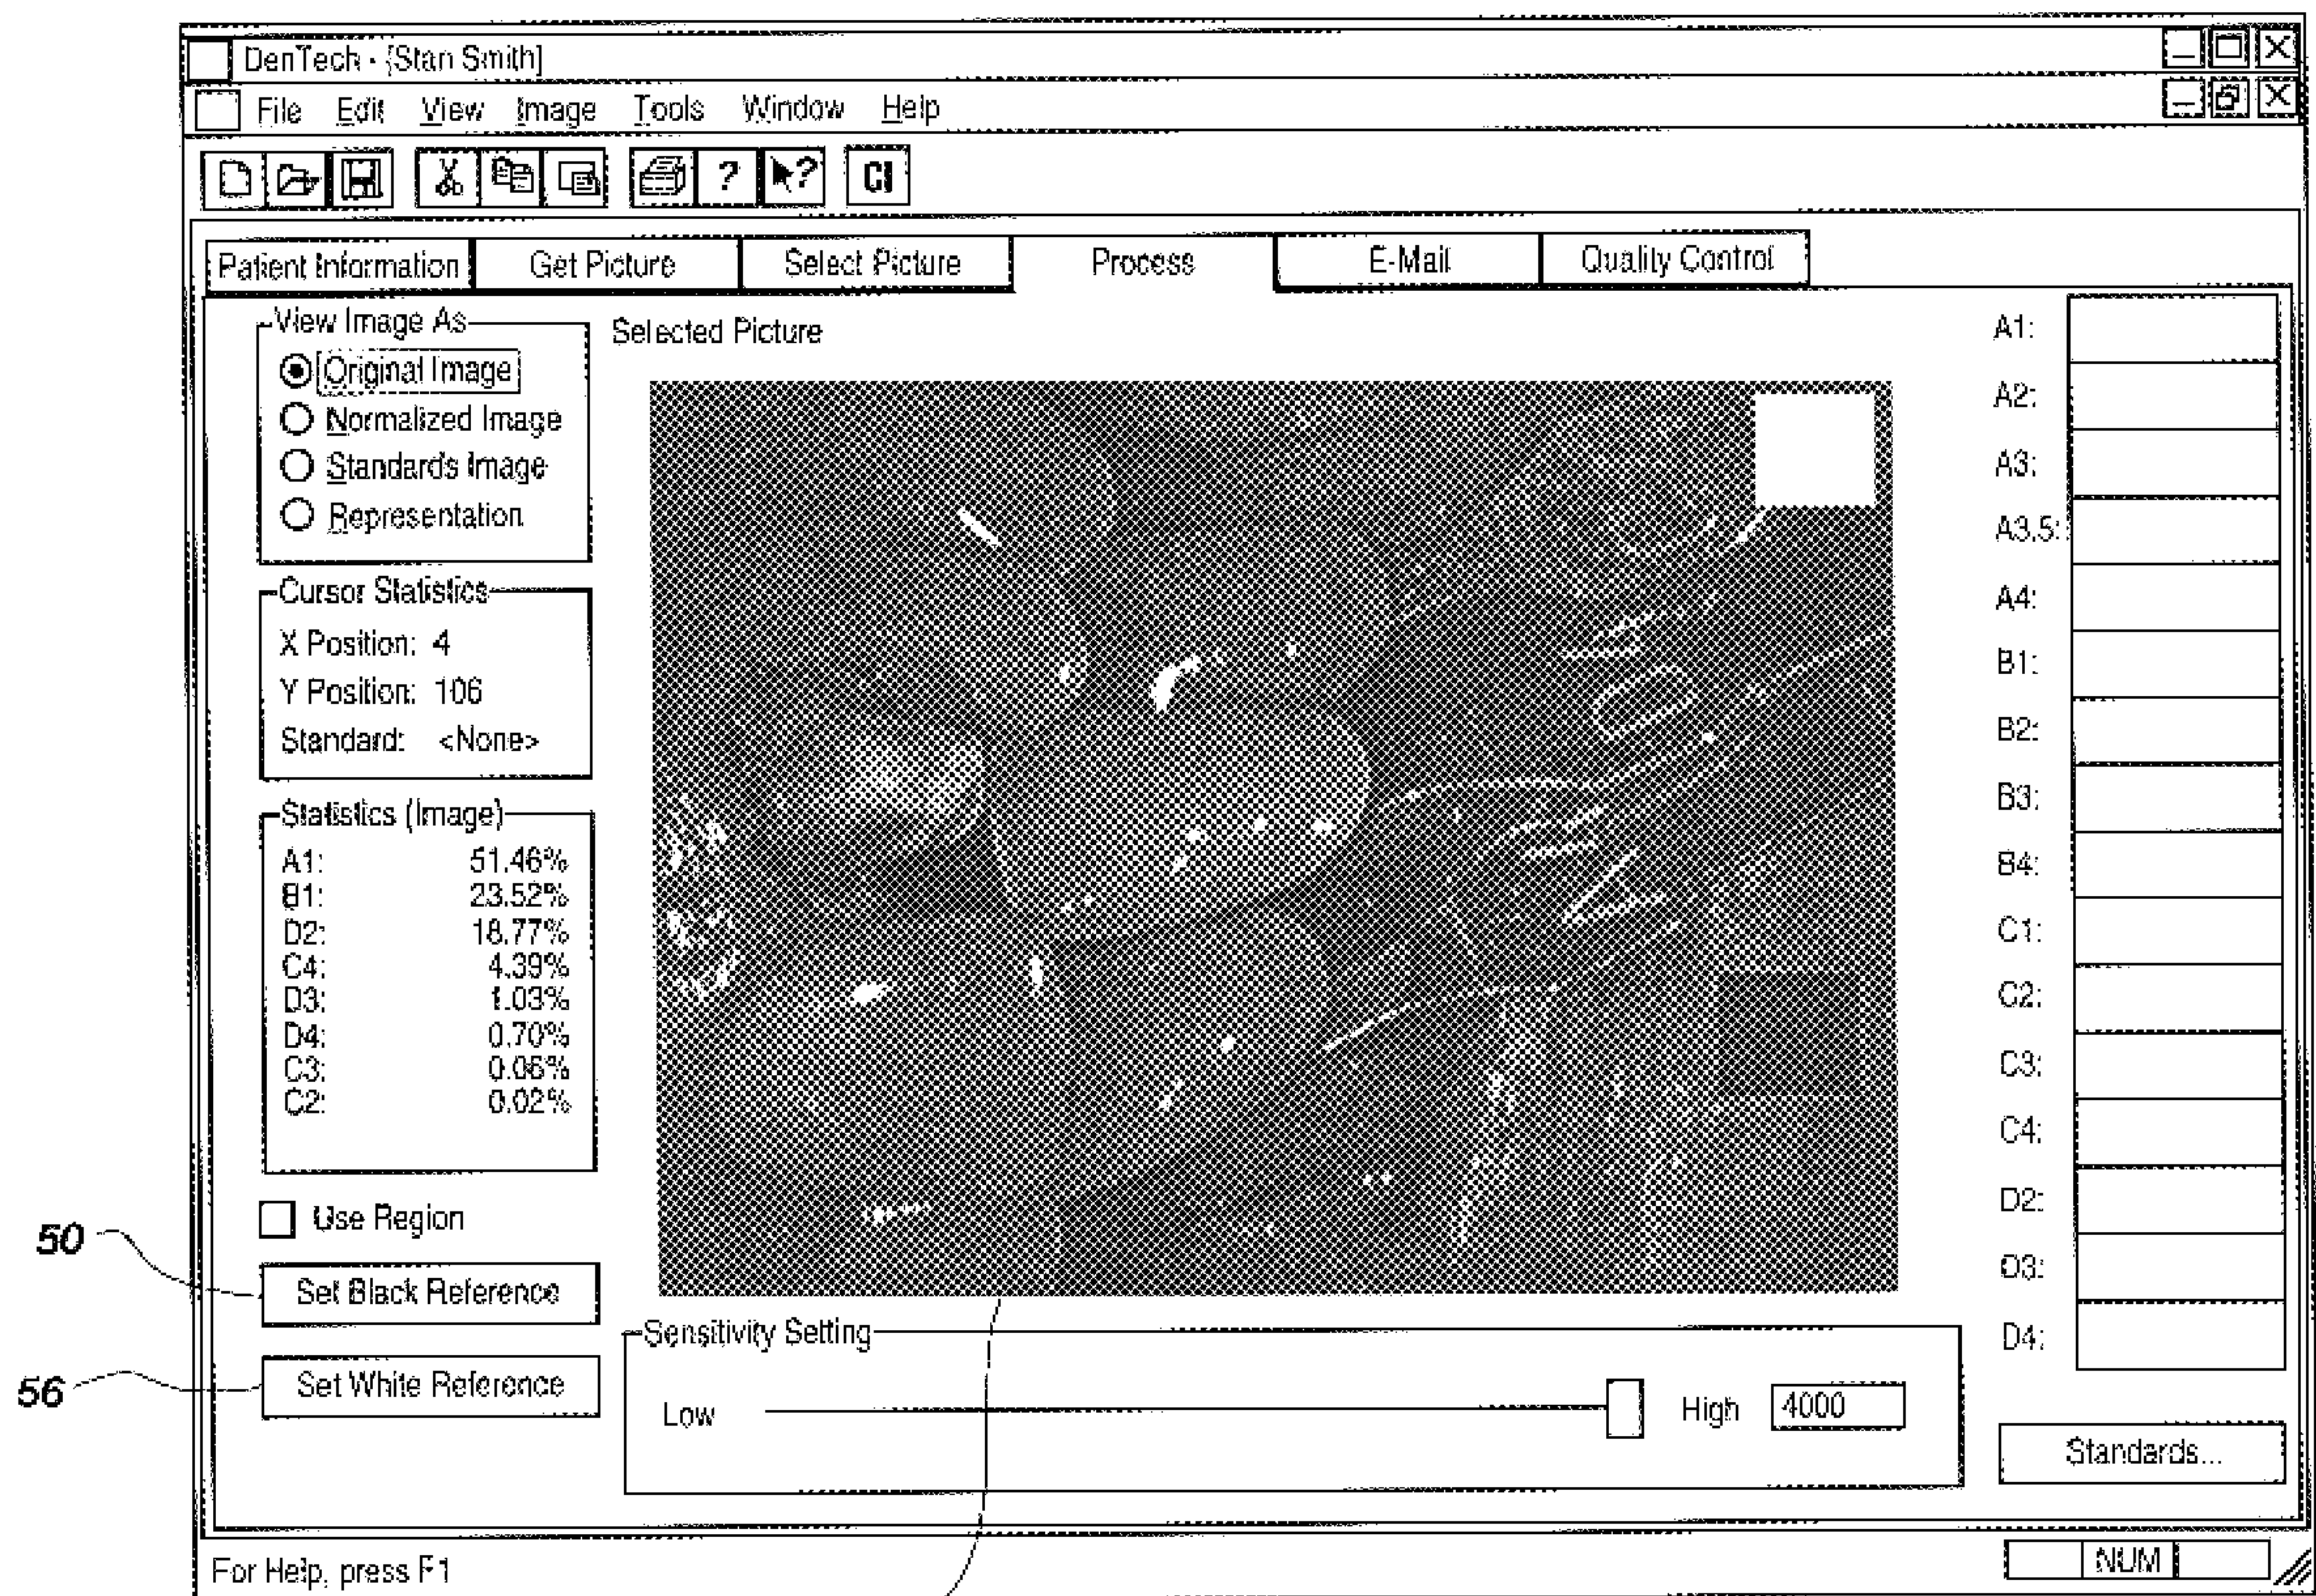 DenTech - [Stan Smith]
File Edit View Image Tools Window Help
? ? CI
Patient Information Get Picture Select Picture Process E-Mail Quality Control
View Image As
Original Image
Normalized Image
Standards Image
Representation
Cursor Statistics
X Position: 4
Y Position: 106
Standard: <None>
Statistics (Image)
A1: 51.46%
B1: 23.52%
D2: 18.77%
C4: 4.39%
D3: 1.03%
D4: 0.70%
C3: 0.06%
C2: 0.02%
Use Region
50
Set Black Reference
56
Set White Reference
Selected Picture
Sensitivity Setting
Low High 4000
A1:
A2:
A3:
A3.5:
A4:
B1:
B2:
B3:
B4:
C1:
C2:
C3:
C4:
D2:
D3:
D4:
Standards...
For Help, press F1
NUM